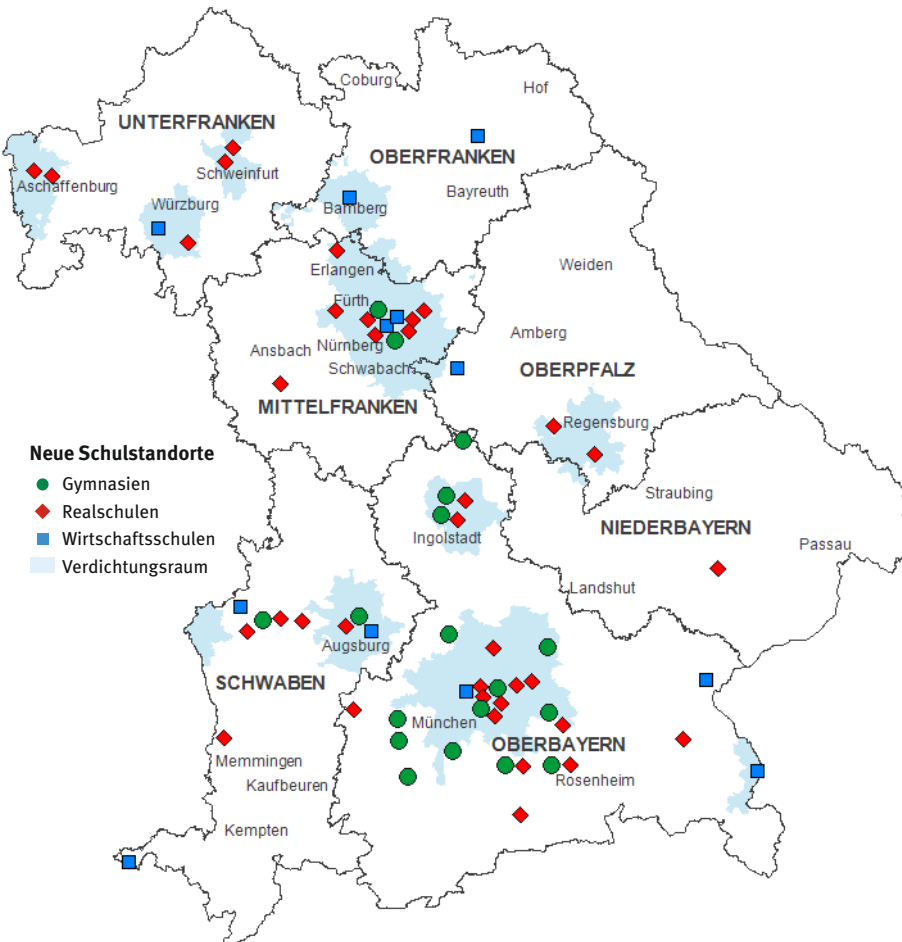 Coburg
Hof
UNTERFRANKEN
OBERFRANKEN
Schweinfurt
Aschaffenburg
Bayreuth
Würzburg
Bamberg
Weiden
Erlangen
Fürth
Amberg
Nürnberg
Ansbach
Schwabach
OBERPFALZ
MITTELFRANKEN
Regensburg
Neue Schulstandorte
Gymnasien
Realschulen
Wirtschaftsschulen
Verdichtungsraum
Straubing
NIEDERBAYERN
Ingolstadt
Passau
Landshut
Augsburg
SCHWABEN
München
OBERBAYERN
Memmingen
Rosenheim
Kaufbeuren
Kempten